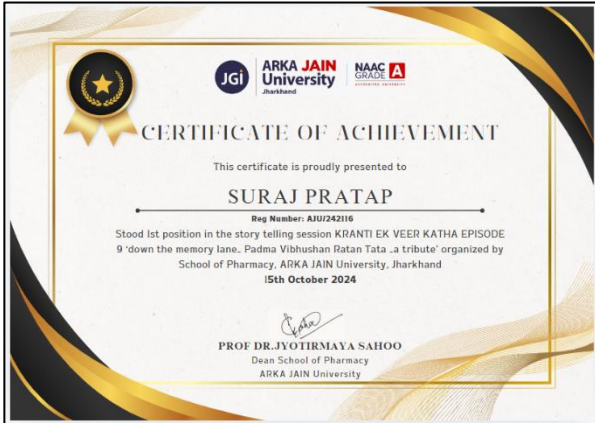 JGi
ARKA JAIN
University
Jharkhand
NAAC
GRADE A
ACCREDITED UNIVERSITY
CERTIFICATE OF ACHIEVEMENT
This certificate is proudly presented to
SURAJ PRATAP
Reg Number: AJU/242116
Stood Ist position in the story telling session KRANTI EK VEER KATHA EPISODE
9 'down the memory lane.. Padma Vibhushan Ratan Tata ..a tribute' organized by
School of Pharmacy, ARKA JAIN University, Jharkhand
15th October 2024
PROF DR.JYOTIRMAYA SAHOO
Dean School of Pharmacy
ARKA JAIN University